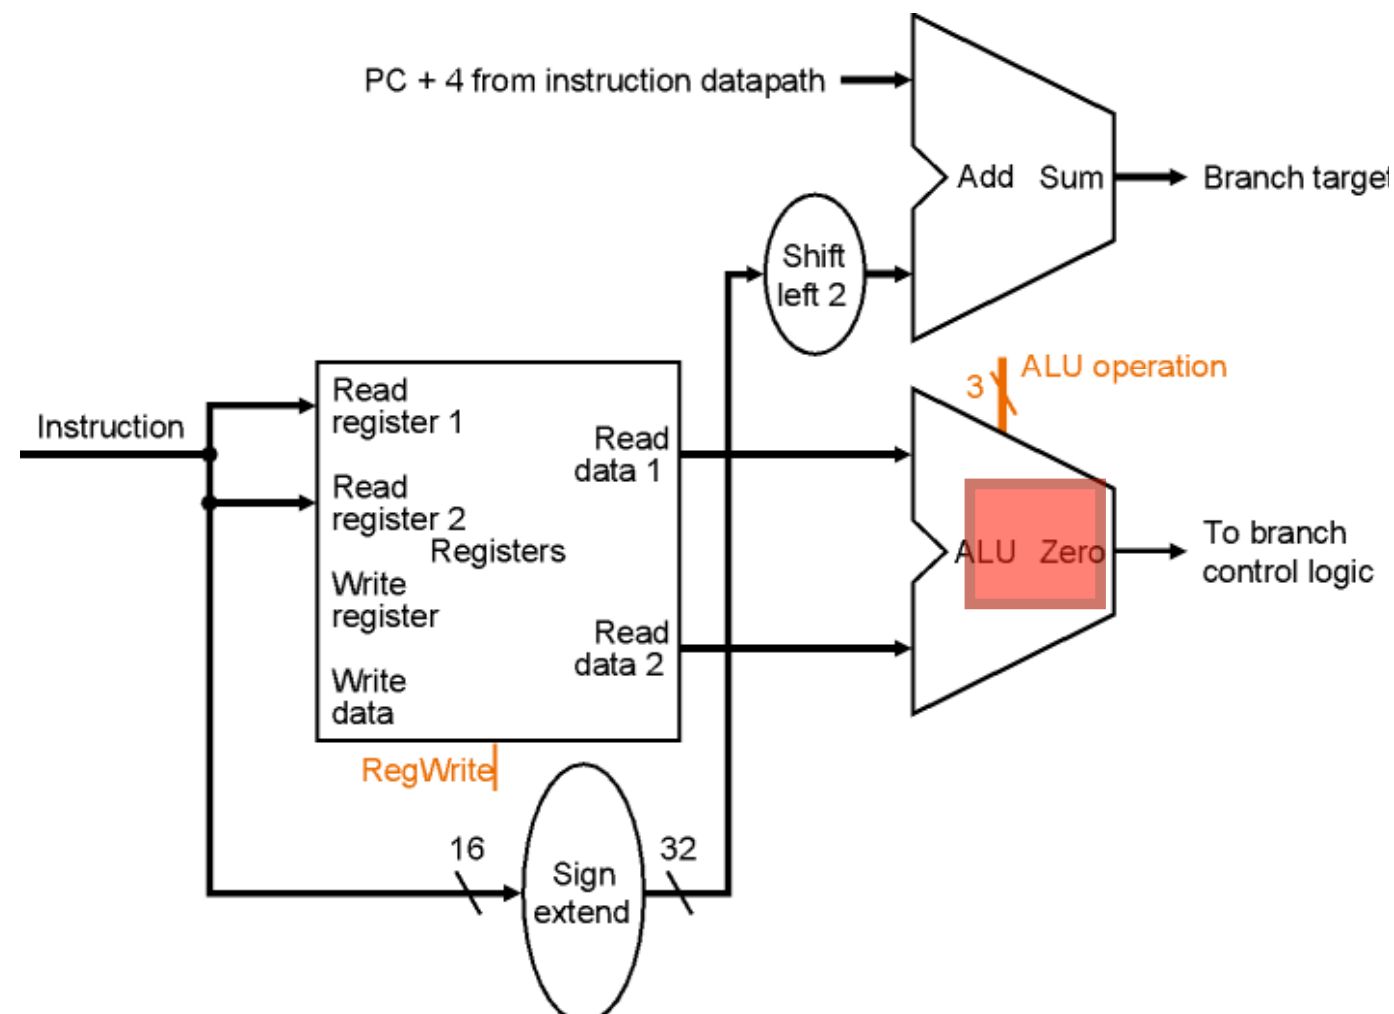 PC + 4 from instruction datapath
Add Sum
Branch target
Shift
left 2
3
ALU operation
Instruction
Read
register 1
Read
data 1
Read
register 2
Registers
ALU Zero
To branch
control logic
Write
register
Read
data 2
Write
data
RegWrite
16
32
Sign
extend